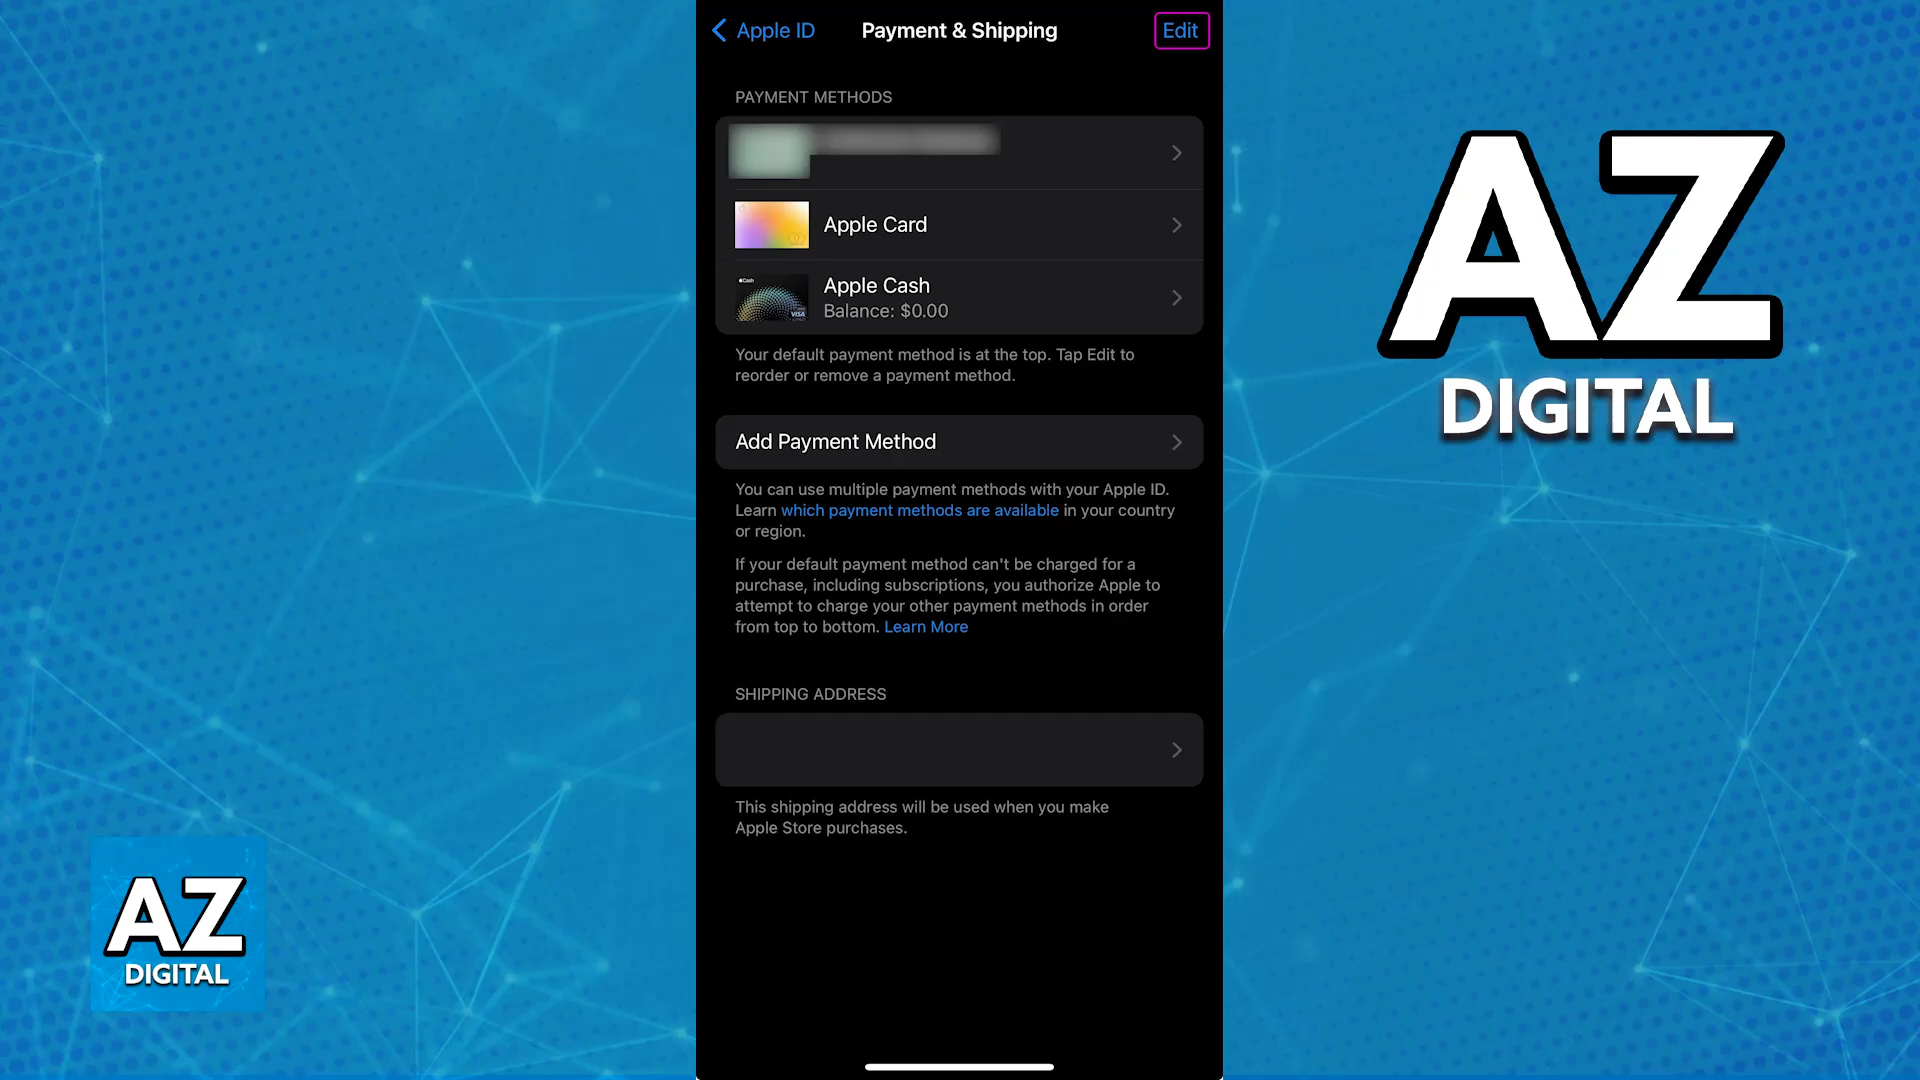 Apple ID
Payment & Shipping
Edit
PAYMENT METHODS
Apple Card
Cash
VISA
Apple Cash
Balance: $0.00
Your default payment method is at the top. Tap Edit to
reorder or remove a payment method.
Add Payment Method
You can use multiple payment methods with your Apple ID.
Learn which payment methods are available in your country
or region.
If your default payment method can't be charged for a
purchase, including subscriptions, you authorize Apple to
attempt to charge your other payment methods in order
from top to bottom. Learn More
SHIPPING ADDRESS
This shipping address will be used when you make
Apple Store purchases.
AZ
DIGITAL
AZ
DIGITAL